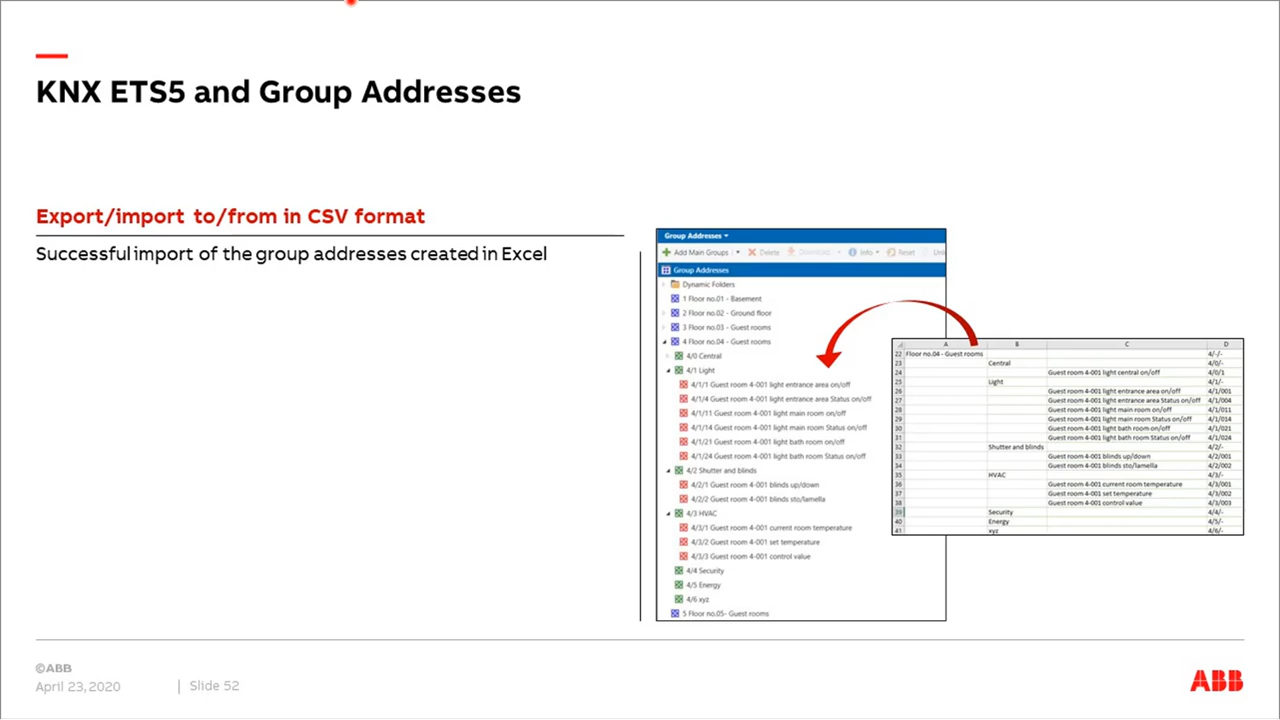 KNX ETS5 and Group Addresses
Export/import to/from in CSV format
Successful import of the group addresses created in Excel
Group Addresses
Add Main Groups Delete Download Info Reset
Group Addresses
Dynamic Folders
1 Floor no.01 - Basement
2 Floor no.02 - Ground floor
3 Floor no.03 - Guest rooms
4 Floor no.04 - Guest rooms
4/0 Central
4/1 Light
4/1/1 Guest room 4-001 light entrance area on/off
4/1/4 Guest room 4-001 light entrance area Status on/off
4/1/11 Guest room 4-001 light main room on/off
4/1/14 Guest room 4-001 light main room Status on/off
4/1/21 Guest room 4-001 light bath room on/off
4/1/24 Guest room 4-001 light bath room Status on/off
4/2 Shutter and blinds
4/2/1 Guest room 4-001 blinds up/down
4/2/2 Guest room 4-001 blinds sto/lamella
4/3 HVAC
4/3/1 Guest room 4-001 current room temperature
4/3/2 Guest room 4-001 set temperature
4/3/3 Guest room 4-001 control value
4/4 Security
4/5 Energy
4/6 xyz
5 Floor no.05- Guest rooms
A B C D
22 Floor no.04 - Guest rooms 4/-/-
23 Central 4/0/-
24 Guest room 4-001 light central on/off 4/0/1
25 Light 4/1/-
26 Guest room 4-001 light entrance area on/off 4/1/001
27 Guest room 4-001 light entrance area Status on/off 4/1/004
28 Guest room 4-001 light main room on/off 4/1/011
29 Guest room 4-001 light main room Status on/off 4/1/014
30 Guest room 4-001 light bath room on/off 4/1/021
31 Guest room 4-001 light bath room Status on/off 4/1/024
32 Shutter and blinds 4/2/-
33 Guest room 4-001 blinds up/down 4/2/001
34 Guest room 4-001 blinds sto/lamella 4/2/002
35 HVAC 4/3/-
36 Guest room 4-001 current room temperature 4/3/001
37 Guest room 4-001 set temperature 4/3/002
38 Guest room 4-001 control value 4/3/003
39 Security 4/4/-
40 Energy 4/5/-
41 xyz 4/6/-
©ABB
April 23, 2020 | Slide 52
ABB